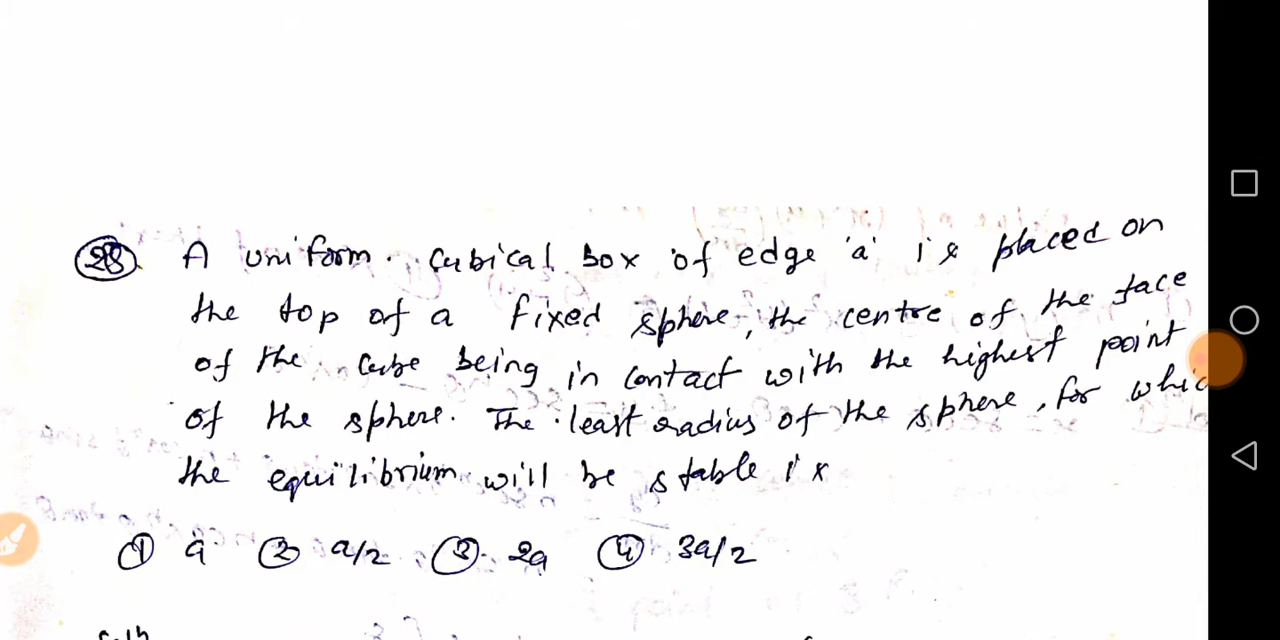 28 A uniform. Cubical box of edge 'a' is placed on
the top of a fixed sphere, the centre of the face
of the cube being in contact with the highest point
of the sphere. The least radius of the sphere, for whic
the equilibrium will be stable is
① a ② a/2 ③ 2a ④ 3a/2
Soln